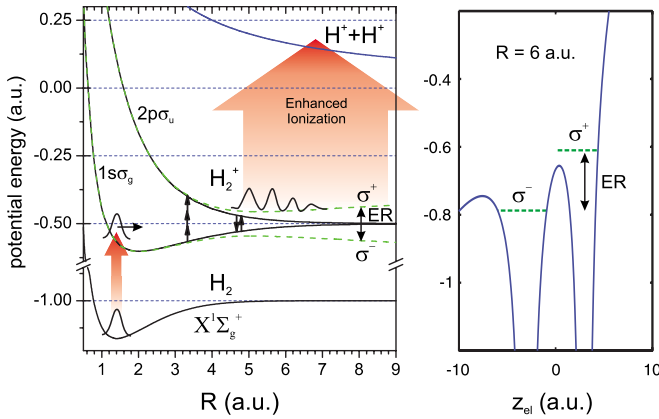 0.25
0.00
-0.25
-0.50
-1.00
potential energy (a.u.)
H⁺+H⁺
Enhanced
Ionization
2pσᵤ
1sσ_g
H₂⁺
σ⁺
ER
σ⁻
H₂
X¹Σ_g⁺
1 2 3 4 5 6 7 8 9
R (a.u.)
R = 6 a.u.
-0.2
-0.4
-0.6
-0.8
-1
σ⁺
σ⁻
ER
-10 0 10
z_el (a.u.)